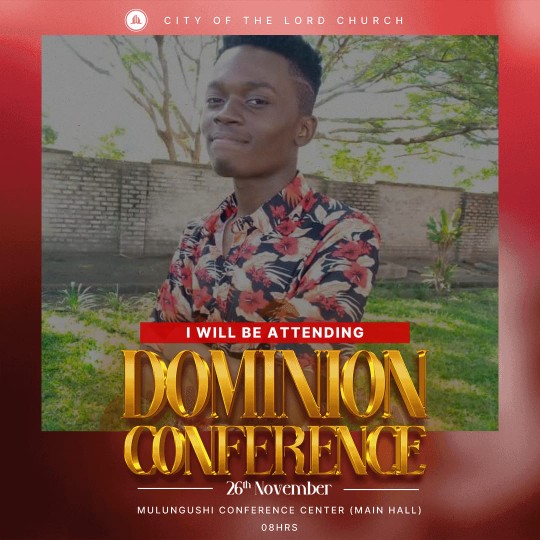 CITY OF THE LORD CHURCH
I WILL BE ATTENDING
DOMINION
CONFERENCE
26th November
MULUNGUSHI CONFERENCE CENTER (MAIN HALL)
08HRS